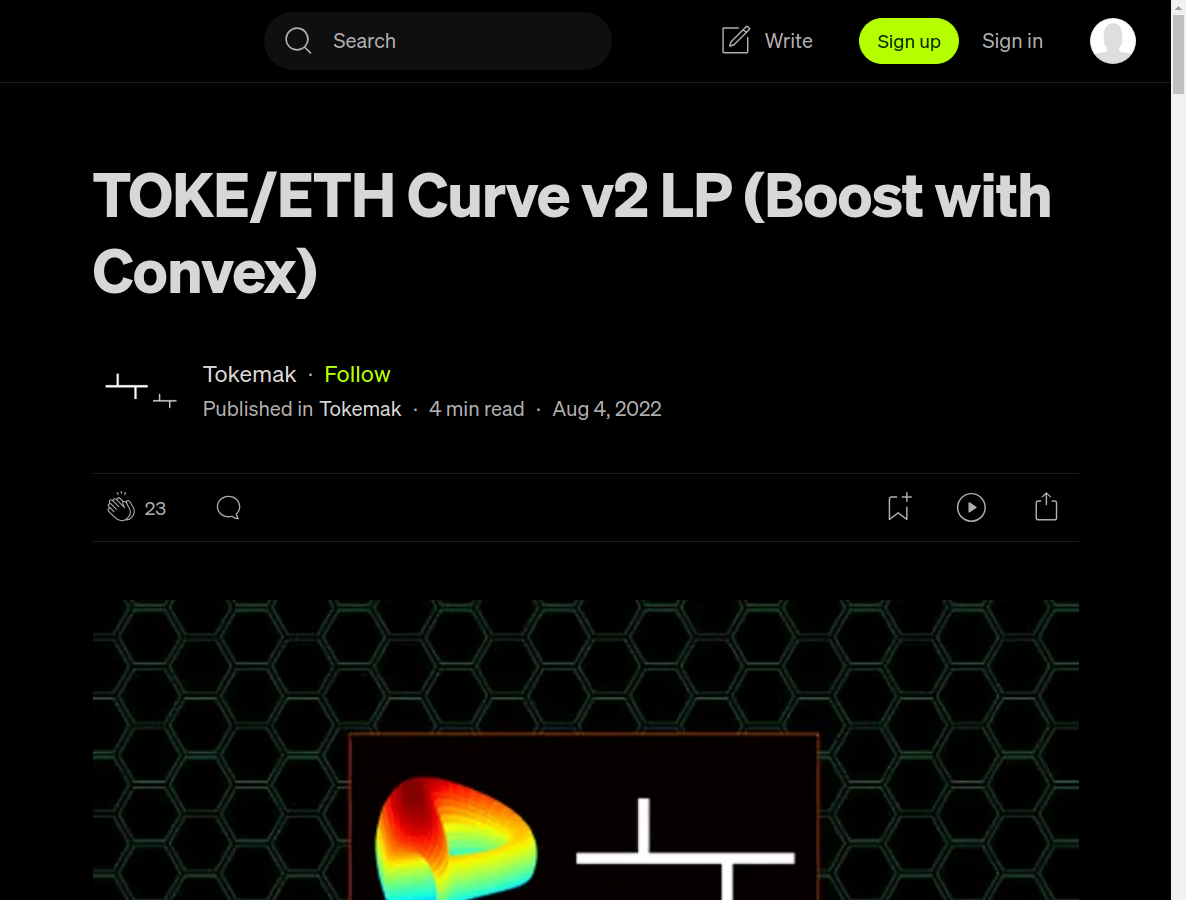 Search
Write
Sign up
Sign in
TOKE/ETH Curve v2 LP (Boost with
Convex)
Tokemak · Follow
Published in Tokemak · 4 min read · Aug 4, 2022
23